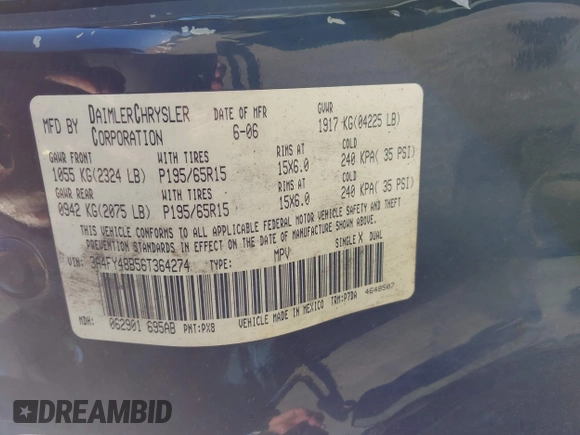 MFD BY DAIMLERCHRYSLER CORPORATION DATE OF MFR 6-06 GVWR 1917 KG(04225 LB)
GAWR FRONT WITH TIRES RIMS AT COLD
1055 KG(2324 LB) P195/65R15 15X6.0 240 KPA( 35 PSI)
GAWR REAR WITH TIRES RIMS AT COLD
0942 KG(2075 LB) P195/65R15 15X6.0 240 KPA( 35 PSI)
THIS VEHICLE CONFORMS TO ALL APPLICABLE FEDERAL MOTOR VEHICLE SAFETY AND THEFT
PREVENTION STANDARDS IN EFFECT ON THE DATE OF MANUFACTURE SHOWN ABOVE.
3A4FY48B56T364274 TYPE: MPV SINGLE X DUAL
MDH: 062901 695AB PNT:PX8 VEHICLE MADE IN MEXICO TRM:P7DA 4648507
DREAMBID